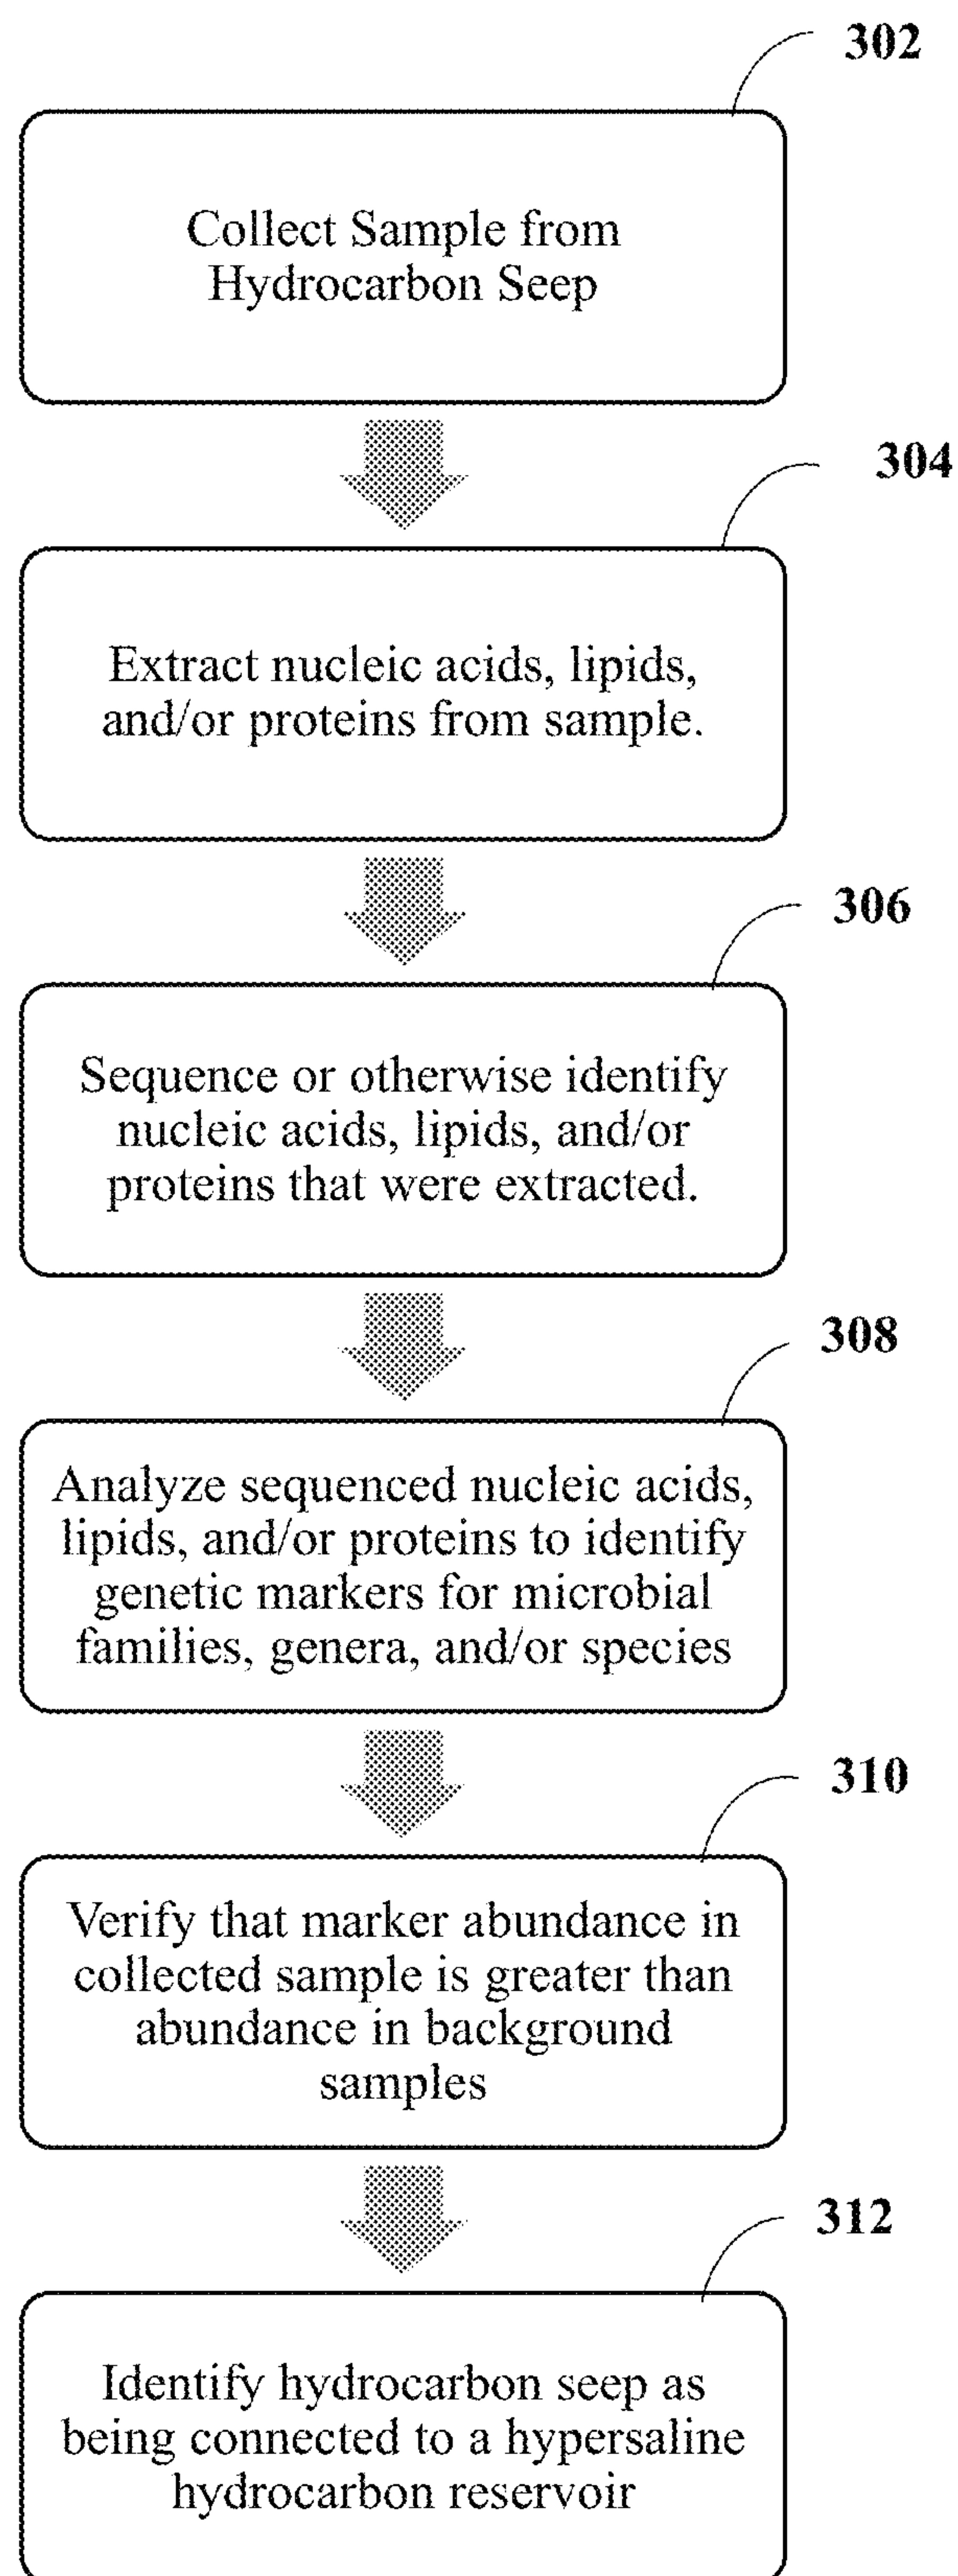 302
Collect Sample from
Hydrocarbon Seep
304
Extract nucleic acids, lipids,
and/or proteins from sample.
306
Sequence or otherwise identify
nucleic acids, lipids, and/or
proteins that were extracted.
308
Analyze sequenced nucleic acids,
lipids, and/or proteins to identify
genetic markers for microbial
families, genera, and/or species
310
Verify that marker abundance in
collected sample is greater than
abundance in background
samples
312
Identify hydrocarbon seep as
being connected to a hypersaline
hydrocarbon reservoir